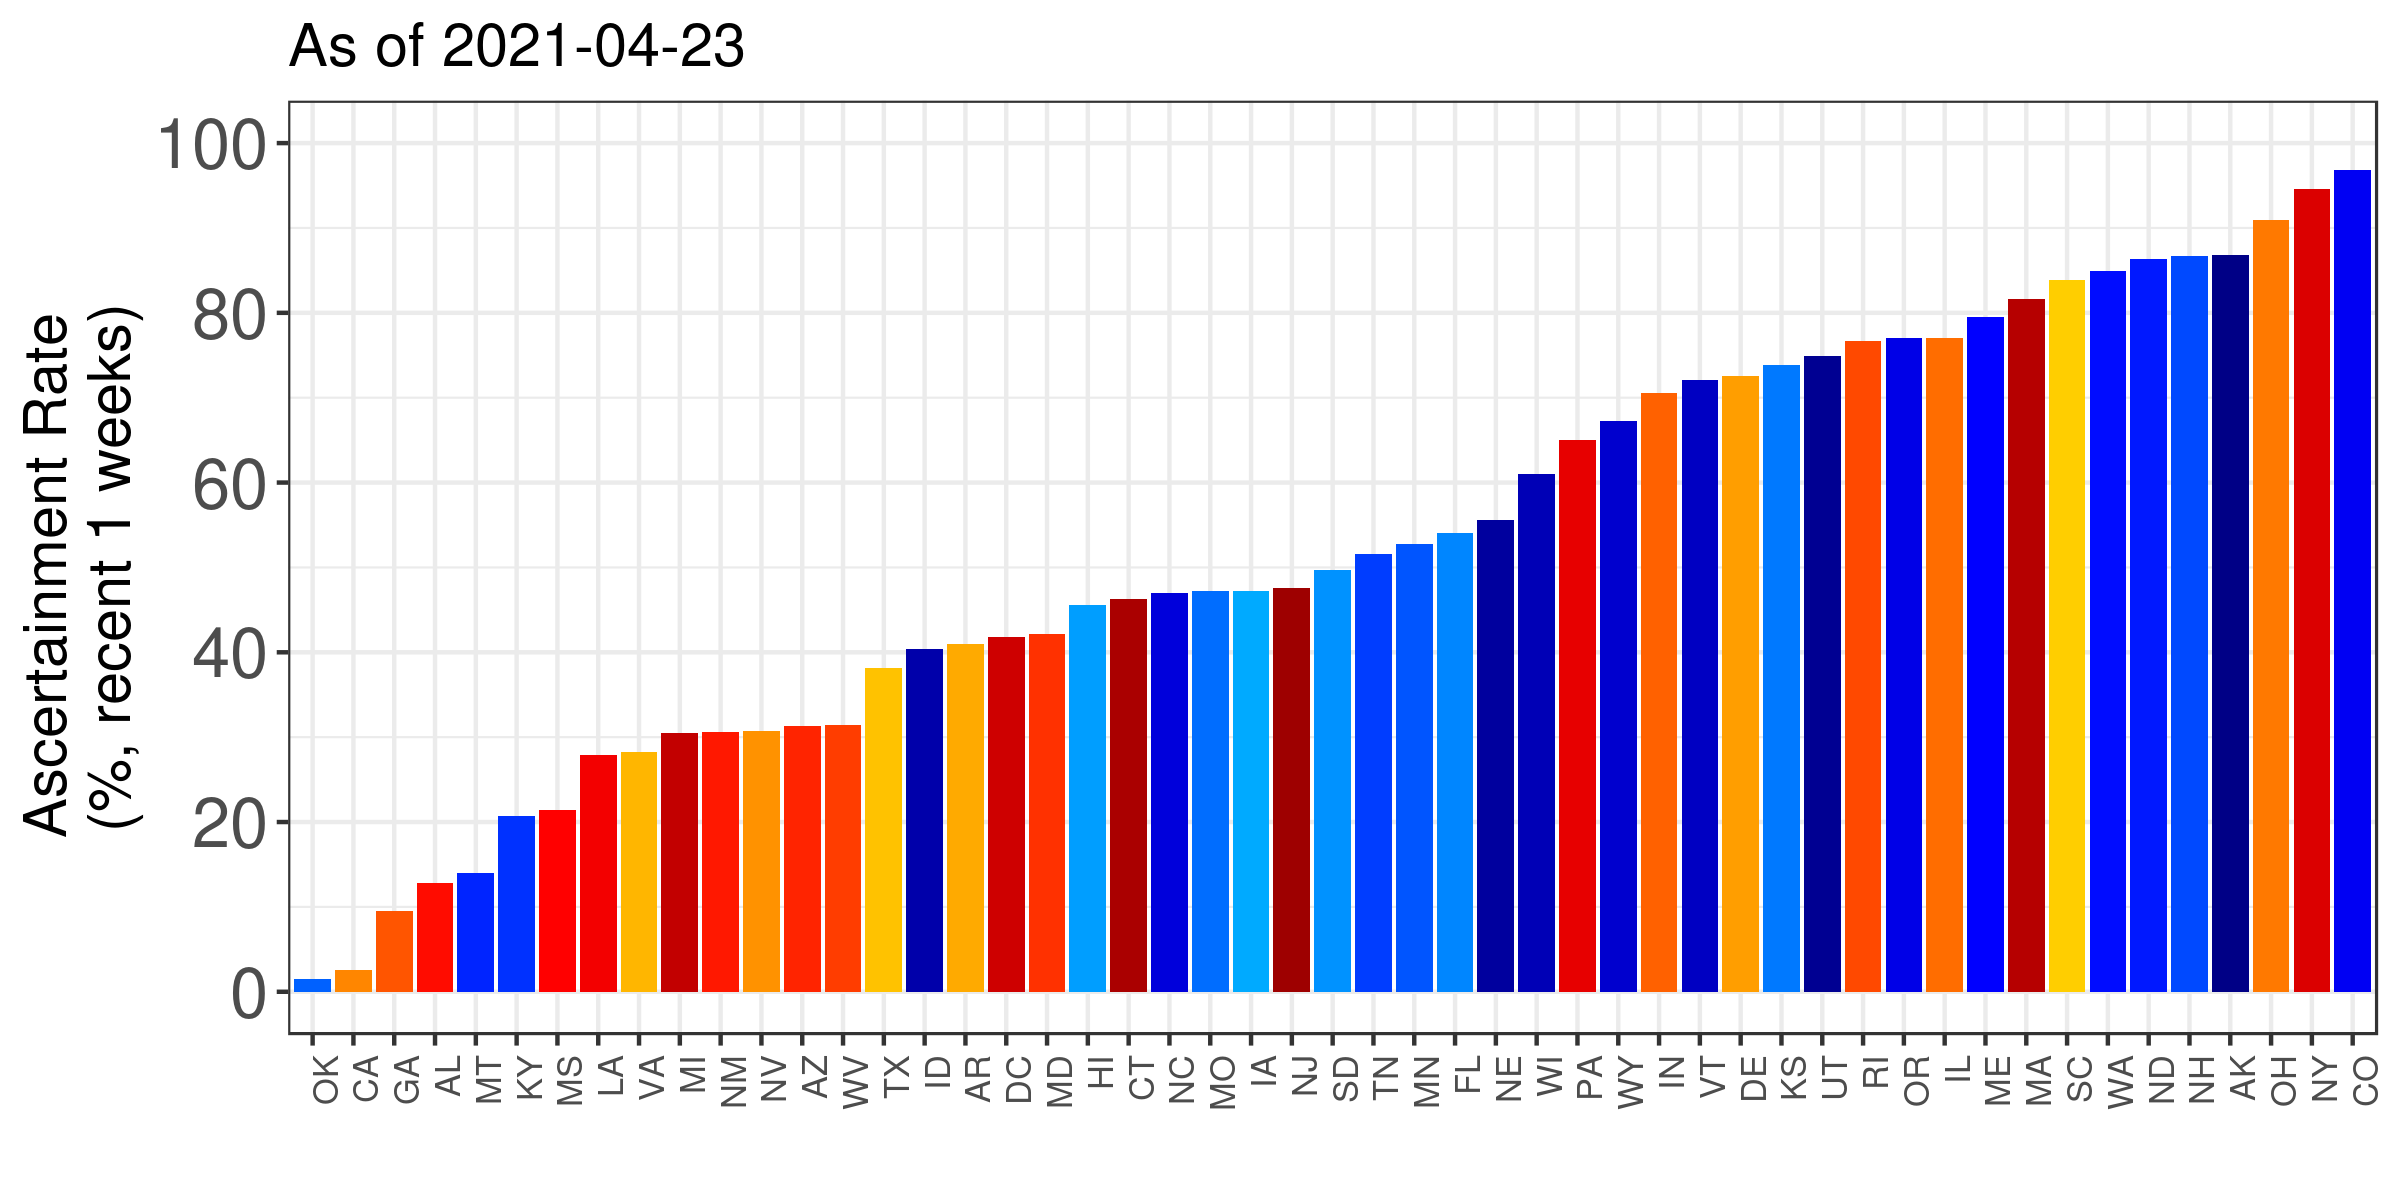 As of 2021-04-23
Ascertainment Rate
(%, recent 1 weeks)
100
80
60
40
20
0
OK
CA
GA
AL
MT
KY
MS
LA
VA
MI
NM
NV
AZ
WV
TX
ID
AR
DC
MD
HI
CT
NC
MO
IA
NJ
SD
TN
MN
FL
NE
WI
PA
WY
IN
VT
DE
KS
UT
RI
OR
IL
ME
MA
SC
WA
ND
NH
AK
OH
NY
CO